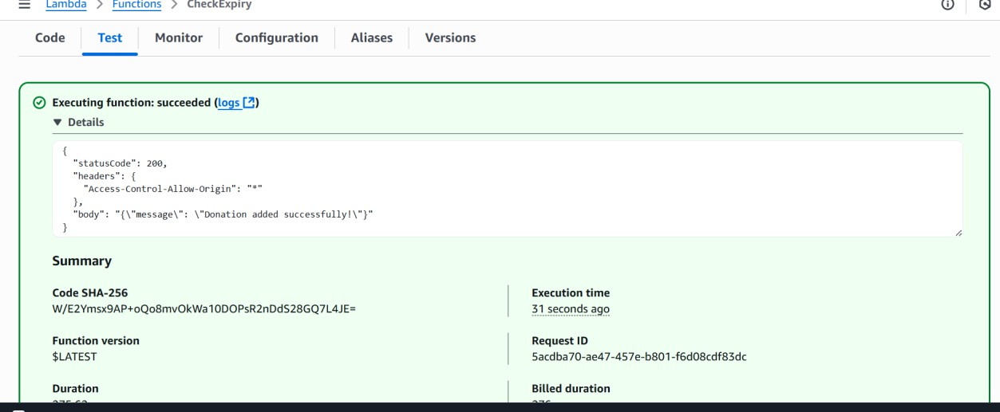 Lambda > Functions > CheckExpiry
Code Test Monitor Configuration Aliases Versions
Executing function: succeeded (logs)
Details
{
"statusCode": 200,
"headers": {
"Access-Control-Allow-Origin": "*"
},
"body": "{\"message\": \"Donation added successfully!\"}"
}
Summary
Code SHA-256
W/E2Ymsx9AP+oQo8mvOkWa10DOPsR2nDdS28GQ7L4JE=
Execution time
31 seconds ago
Function version
$LATEST
Request ID
5acdba70-ae47-457e-b801-f6d08cdf83dc
Duration
Billed duration